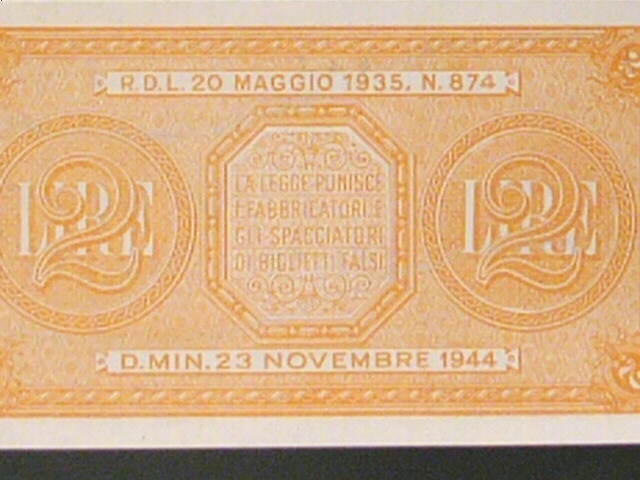 R.D.L. 20 MAGGIO 1935, N. 874
LIRE 2
LA LEGGE PUNISCE
I FABBRICATORI E
GLI SPACCIATORI
DI BIGLIETTI FALSI
LIRE 2
D. MIN. 23 NOVEMBRE 1944